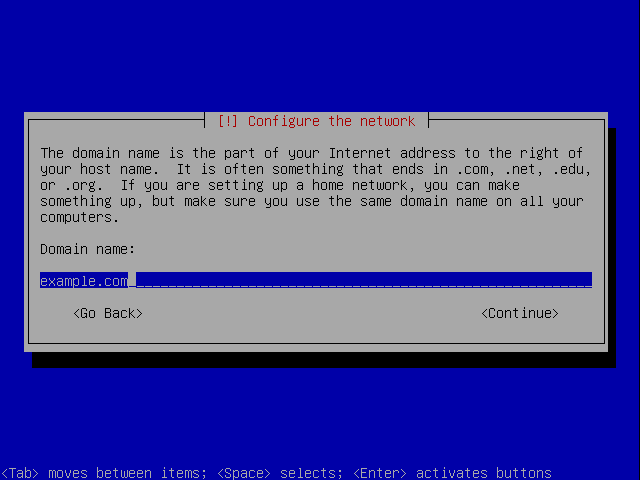 [!] Configure the network
The domain name is the part of your Internet address to the right of
your host name.  It is often something that ends in .com, .net, .edu,
or .org.  If you are setting up a home network, you can make
something up, but make sure you use the same domain name on all your
computers.
Domain name:
example.com
<Go Back> <Continue>
<Tab> moves between items; <Space> selects; <Enter> activates buttons